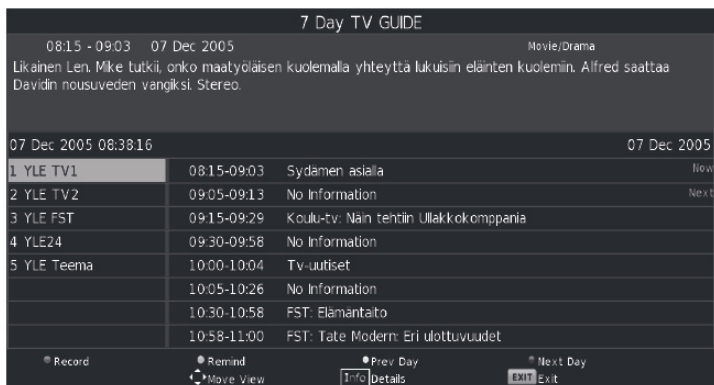 7 Day TV GUIDE
08:15 - 09:03 07 Dec 2005 Movie/Drama
Likainen Len. Mike tutkii, onko maatyöläisen kuolemalla yhteyttä lukuisiin eläinten kuolemiin. Alfred saattaa
Davidin nousuveden vangiksi. Stereo.
07 Dec 2005 08:38:16 07 Dec 2005
1 YLE TV1 08:15-09:03 Sydämen asialla Now
2 YLE TV2 09:05-09:13 No Information Next
3 YLE FST 09:15-09:29 Koulu-tv: Näin tehtiin Ullakkokomppania
4 YLE24 09:30-09:58 No Information
5 YLE Teema 10:00-10:04 Tv-uutiset
10:05-10:26 No Information
10:30-10:58 FST: Elämäntaito
10:58-11:00 FST: Tate Modern: Eri ulottuvuudet
Record Remind Prev Day Next Day
Move View Info Details EXIT Exit